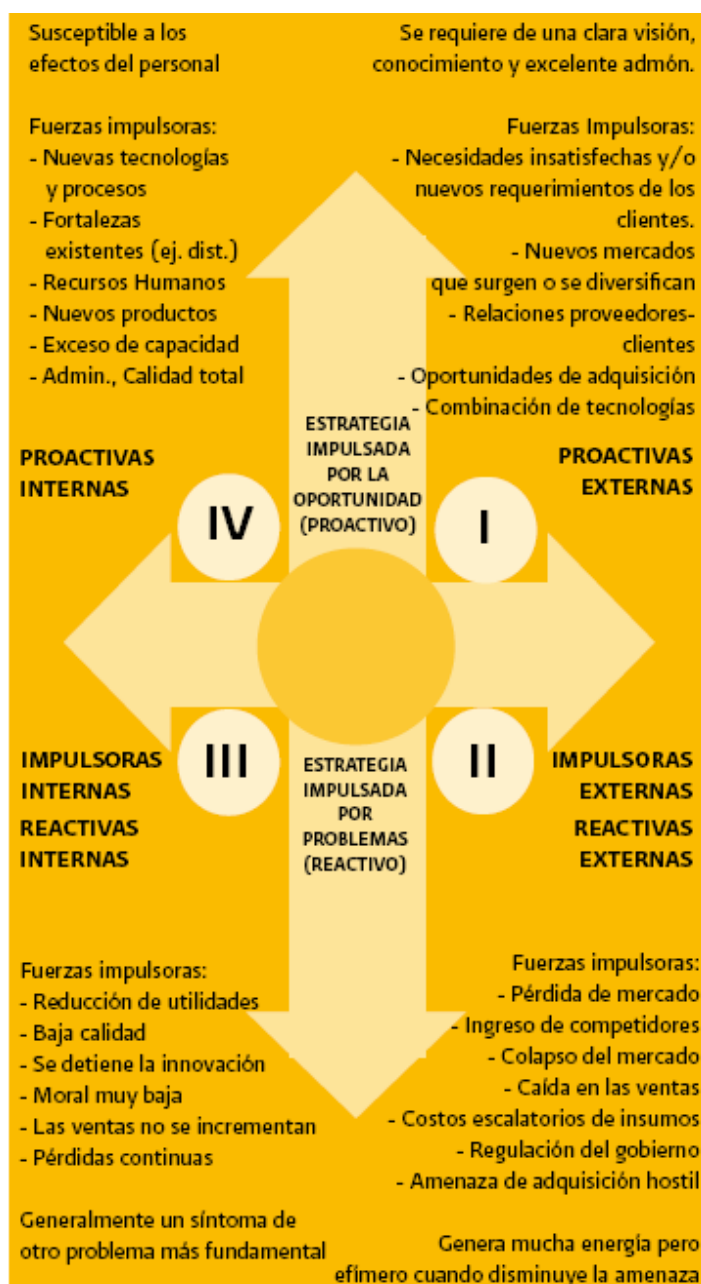 Susceptible a los
efectos del personal
Fuerzas impulsoras:
- Nuevas tecnologías
y procesos
- Fortalezas
existentes (ej. dist.)
- Recursos Humanos
- Nuevos productos
- Exceso de capacidad
- Admin., Calidad total
PROACTIVAS
INTERNAS
IV
Se requiere de una clara visión,
conocimiento y excelente admón.
Fuerzas Impulsoras:
- Necesidades insatisfechas y/o
nuevos requerimientos de los
clientes.
- Nuevos mercados
que surgen o se diversifican
- Relaciones proveedores-
clientes
- Oportunidades de adquisición
- Combinación de tecnologías
PROACTIVAS
EXTERNAS
I
ESTRATEGIA
IMPULSADA
POR LA
OPORTUNIDAD
(PROACTIVO)
IMPULSORAS
INTERNAS
REACTIVAS
INTERNAS
III
ESTRATEGIA
IMPULSADA
POR
PROBLEMAS
(REACTIVO)
II
IMPULSORAS
EXTERNAS
REACTIVAS
EXTERNAS
Fuerzas impulsoras:
- Reducción de utilidades
- Baja calidad
- Se detiene la innovación
- Moral muy baja
- Las ventas no se incrementan
- Pérdidas continuas
Generalmente un síntoma de
otro problema más fundamental
Fuerzas impulsoras:
- Pérdida de mercado
- Ingreso de competidores
- Colapso del mercado
- Caída en las ventas
- Costos escalatorios de insumos
- Regulación del gobierno
- Amenaza de adquisición hostil
Genera mucha energía pero
efímero cuando disminuye la amenaza